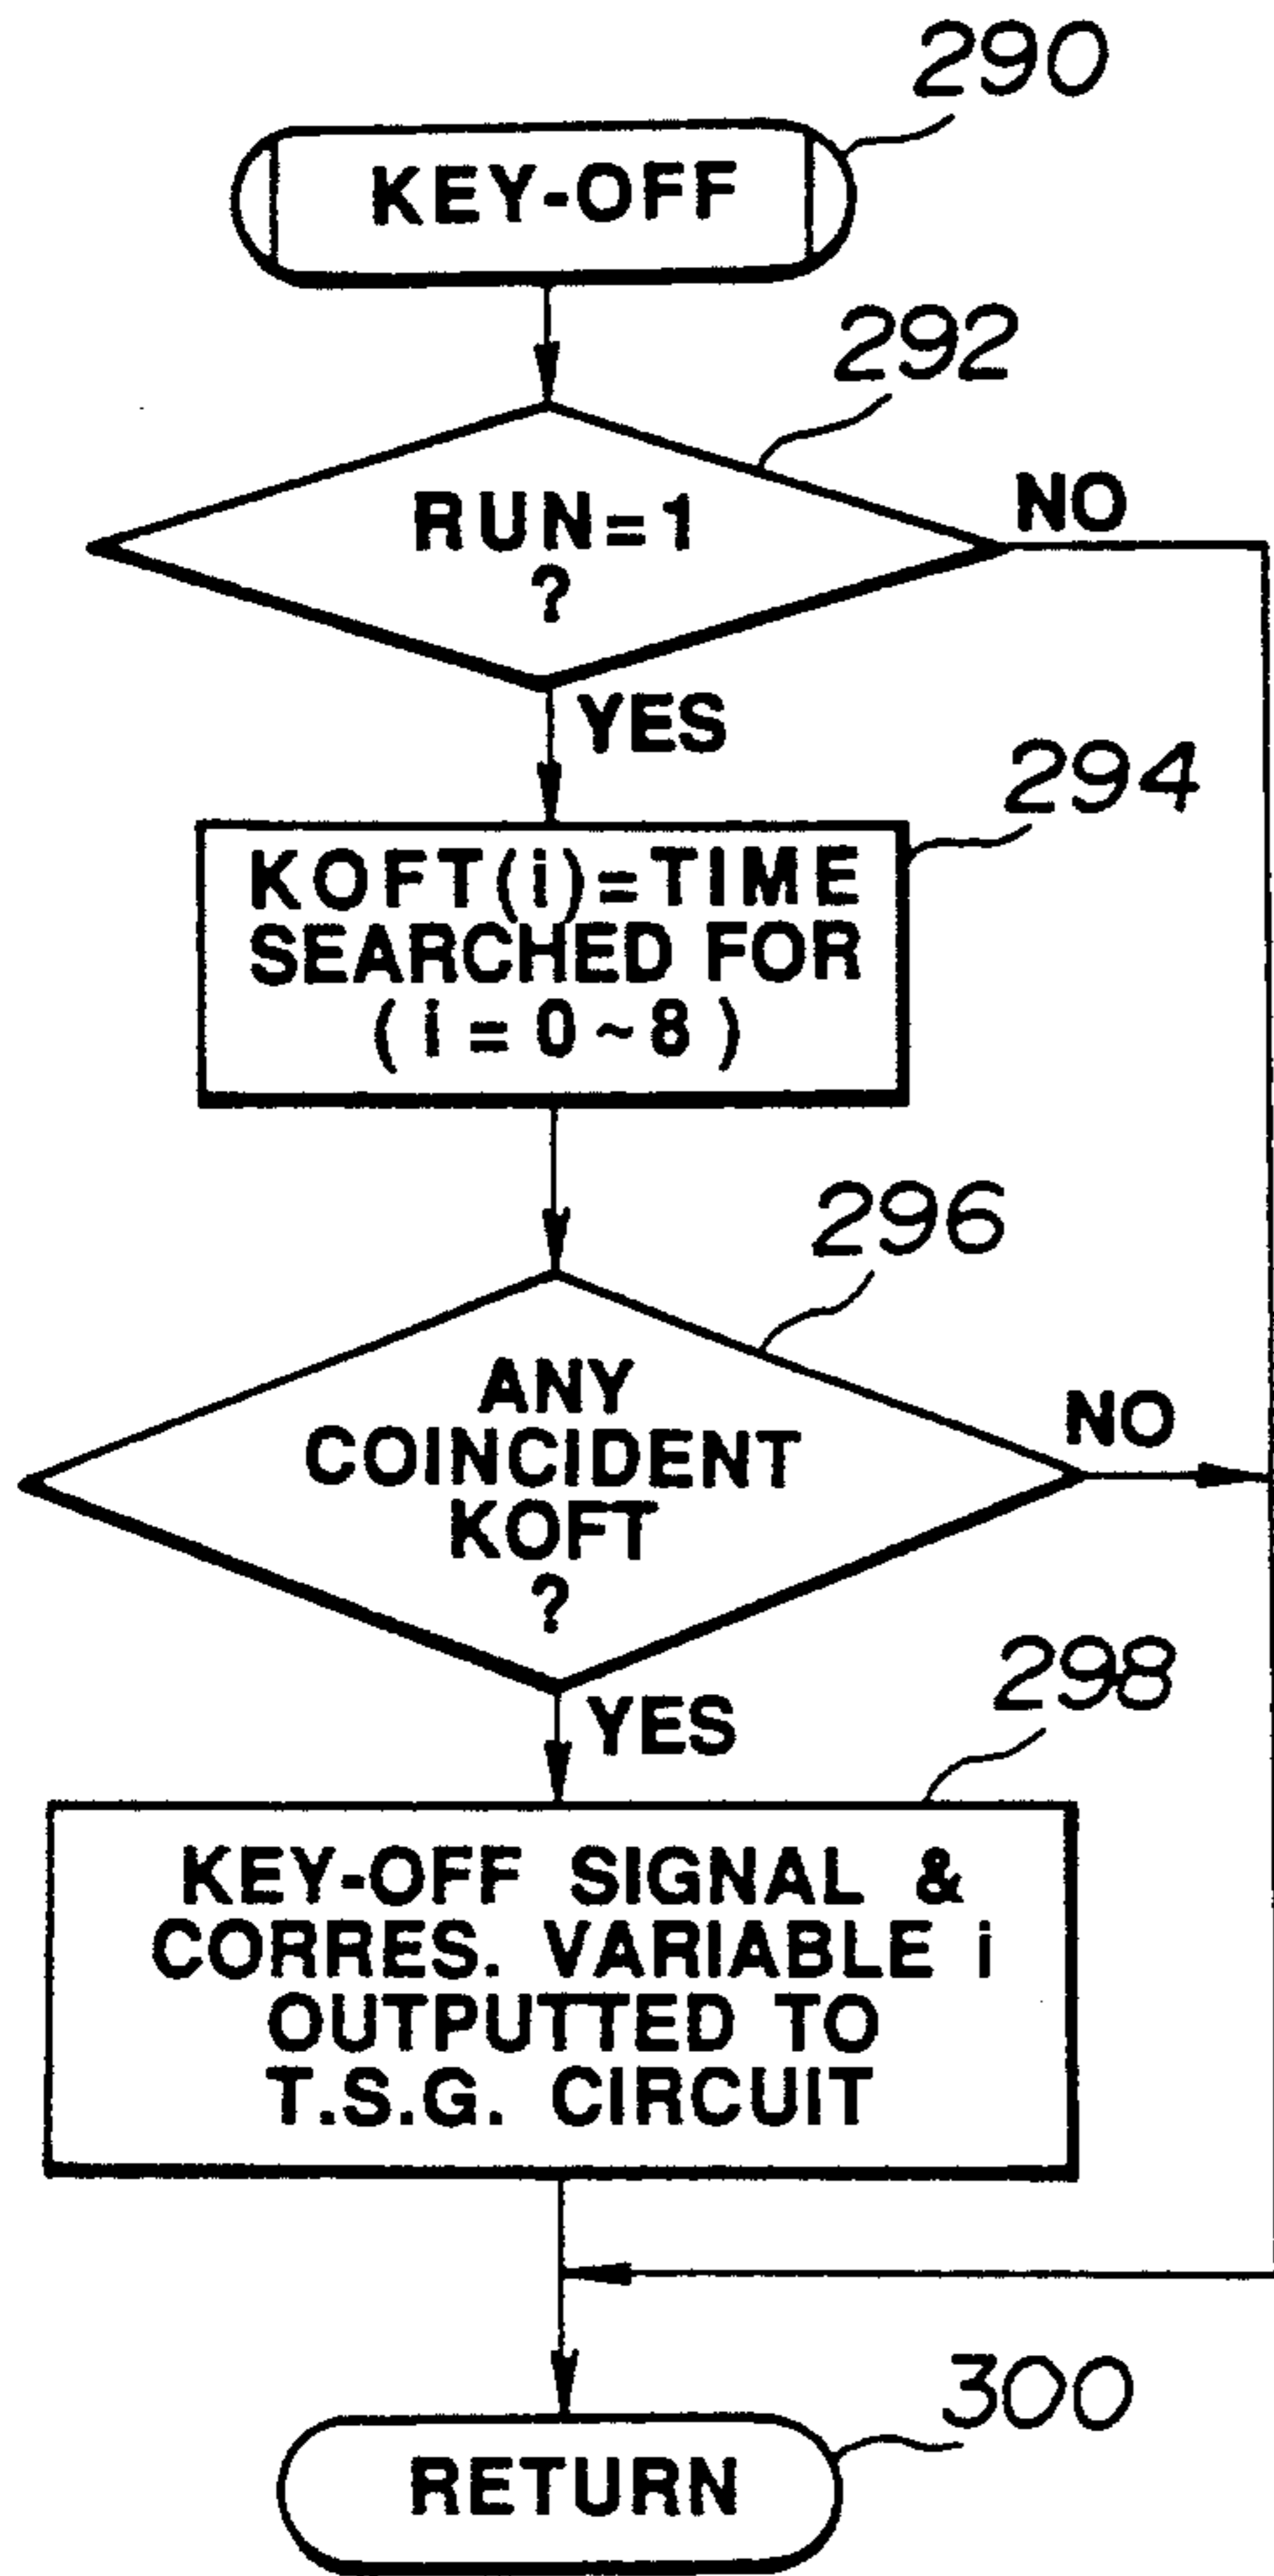 290
KEY-OFF
292
RUN=1
?
NO
YES
294
KOFT(i)=TIME
SEARCHED FOR
(i=0~8)
296
ANY
COINCIDENT
KOFT
?
NO
YES
298
KEY-OFF SIGNAL &
CORRES. VARIABLE i
OUTPUTTED TO
T.S.G. CIRCUIT
300
RETURN